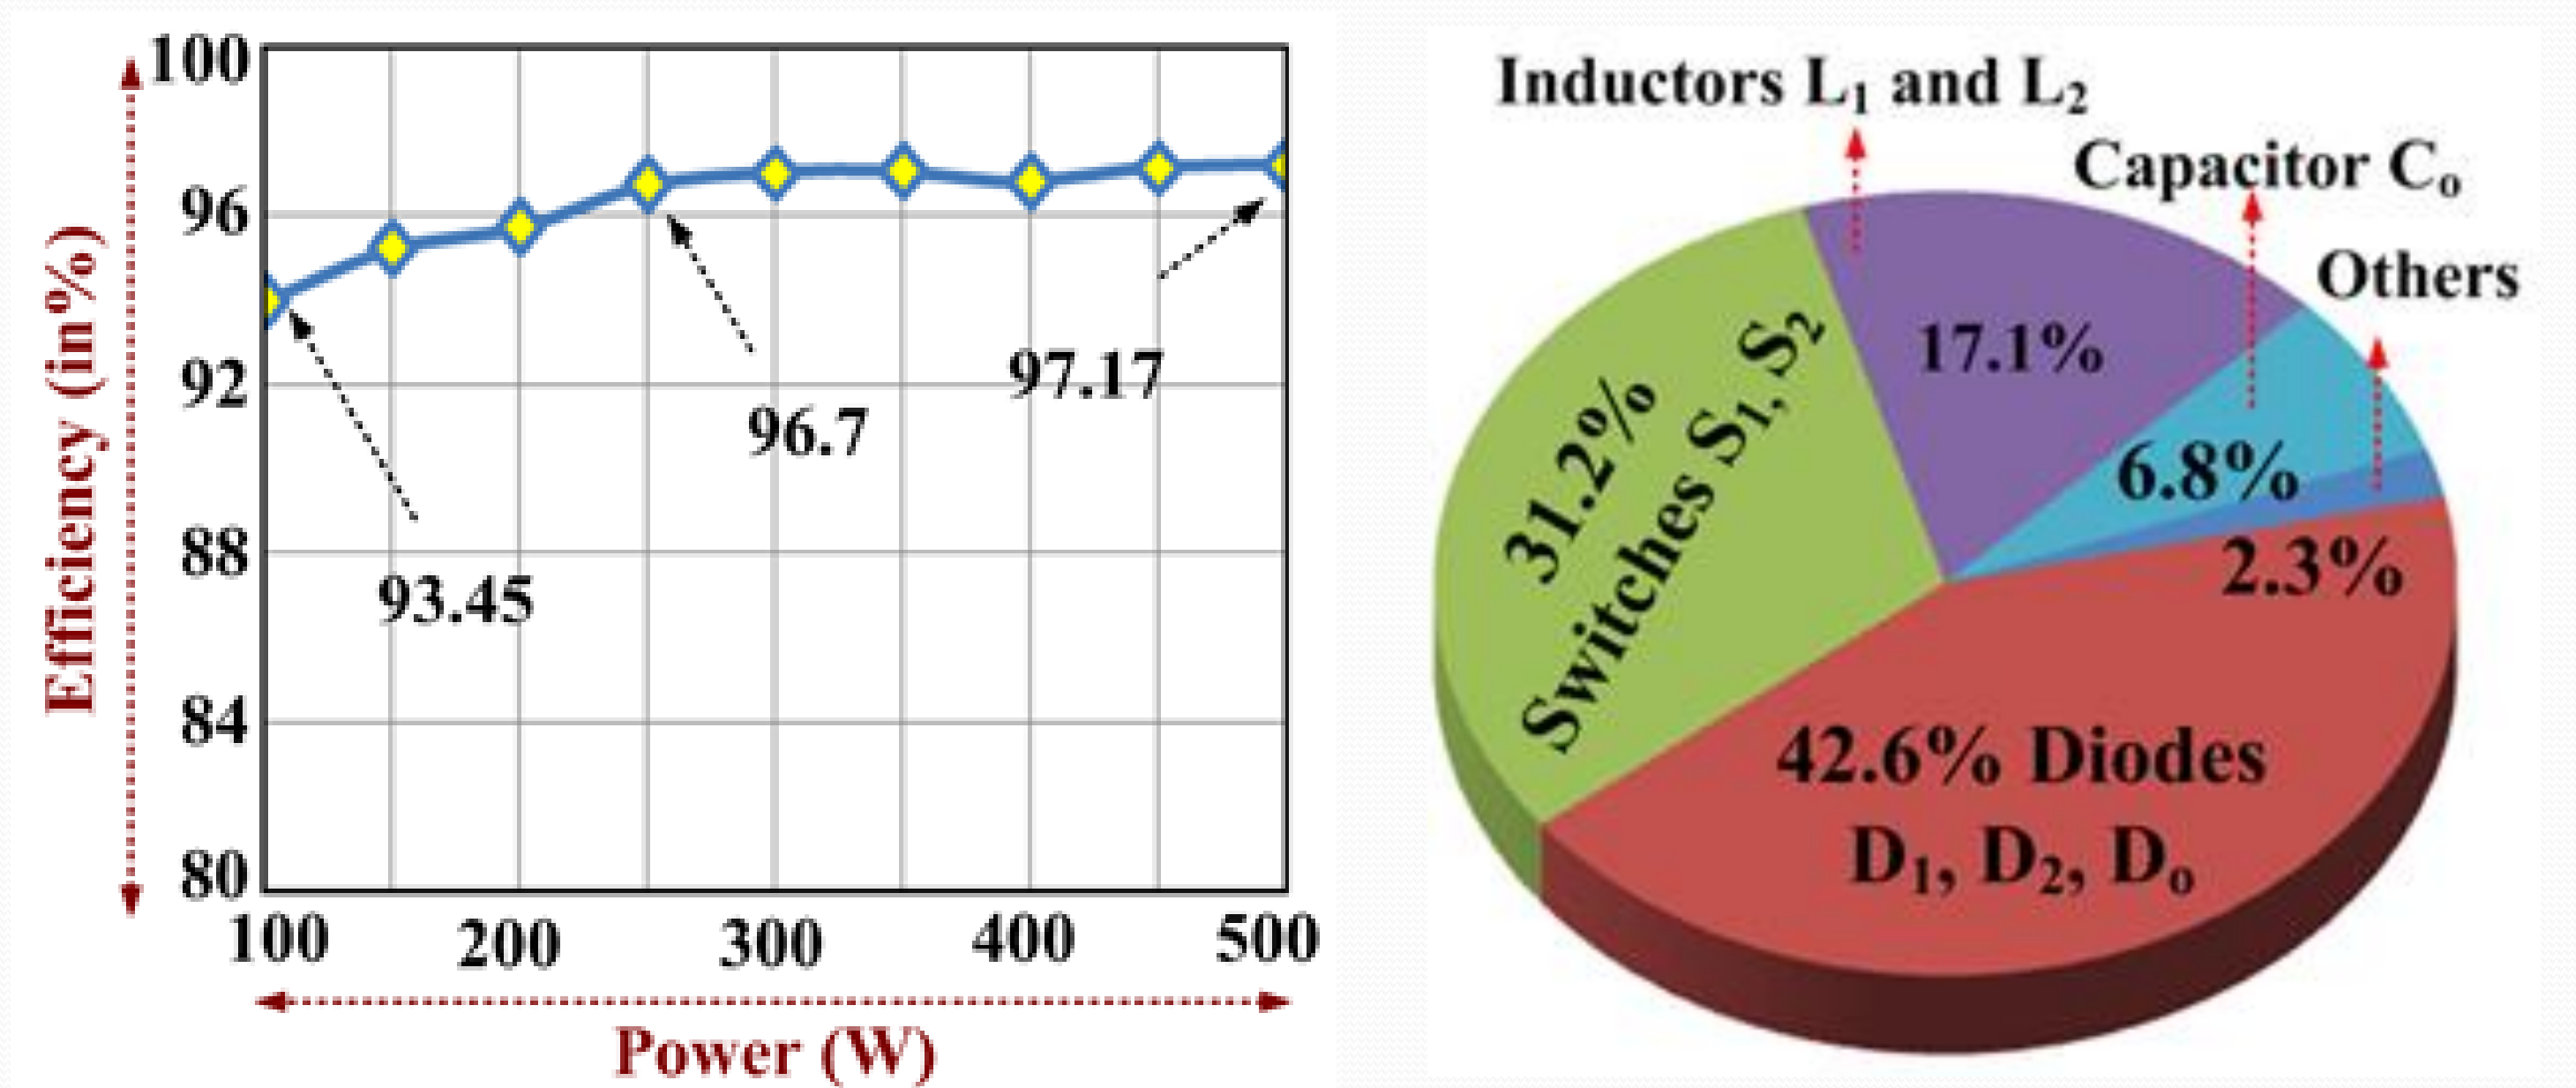 100
96
92
88
84
80
Efficiency (in%)
93.45
96.7
97.17
100 200 300 400 500
Power (W)
Inductors L₁ and L₂
Capacitor Cₒ
Others
17.1%
6.8%
2.3%
31.2%
Switches S₁, S₂
42.6% Diodes
D₁, D₂, Dₒ